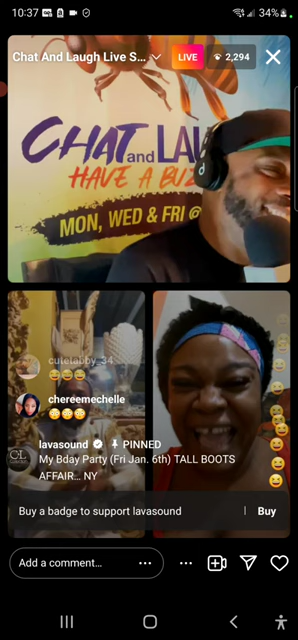 10:37
34%
Chat And Laugh Live S...
LIVE
2,294
CHAT and LAU
HAVE A BUZ
MON, WED & FRI @
cutelabby_34
😂😂😂
chereemechelle
😳😳😳
lavasound PINNED
My Bday Party (Fri Jan. 6th) TALL BOOTS
AFFAIR... NY
Buy a badge to support lavasound | Buy
Add a comment...